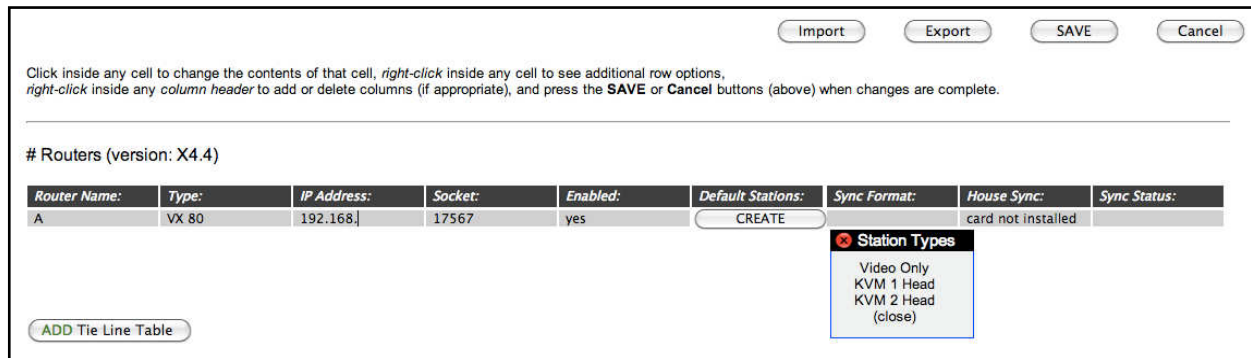 Import Export SAVE Cancel
Click inside any cell to change the contents of that cell, right-click inside any cell to see additional row options,
right-click inside any column header to add or delete columns (if appropriate), and press the SAVE or Cancel buttons (above) when changes are complete.
# Routers (version: X4.4)
Router Name: Type: IP Address: Socket: Enabled: Default Stations: Sync Format: House Sync: Sync Status:
A VX 80 192.168. 17567 yes CREATE card not installed
Station Types
Video Only
KVM 1 Head
KVM 2 Head
(close)
ADD Tie Line Table